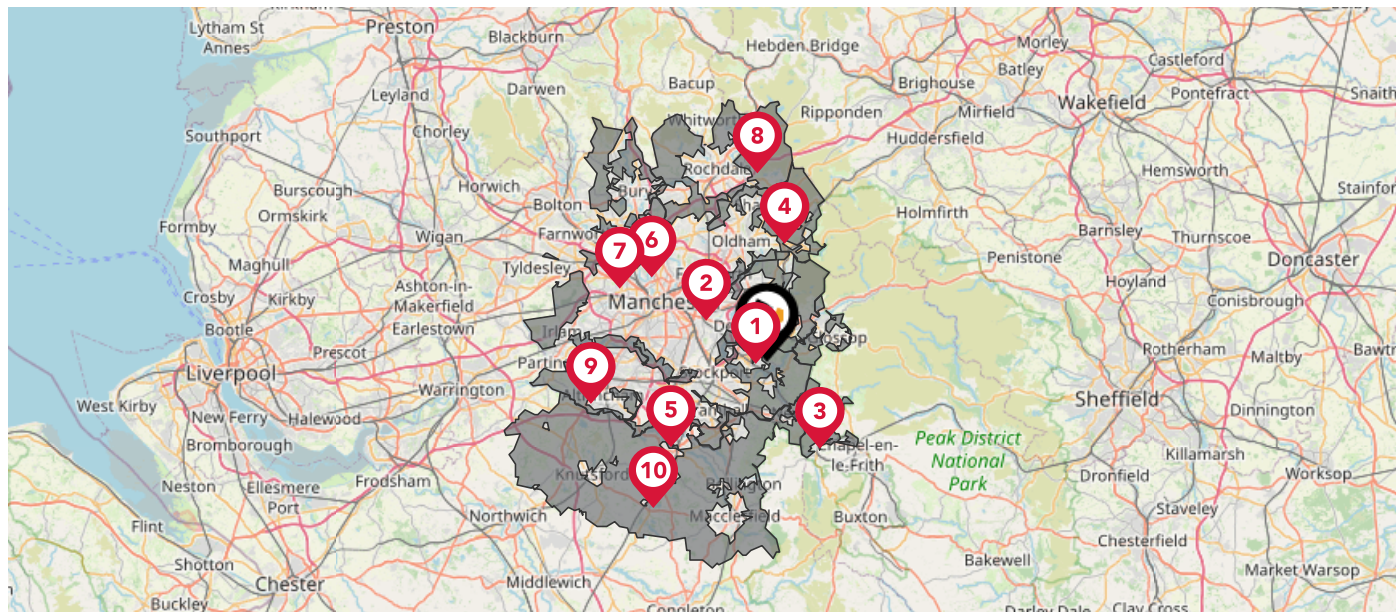 Lytham St
Annes
Preston
Blackburn
Hebden Bridge
Morley
Batley
Castleford
Leyland
Darwen
Bacup
Brighouse
Mirfield
Wakefield
Pontefract
Snaith
Southport
Chorley
Whitworth
Ripponden
Huddersfield
8
Rochdale
Hemsworth
Burscough
Horwich
Bury
Stainfor
Ormskirk
Bolton
4
Holmfirth
Formby
Wigan
Farnwo
Oldham
Barnsley
Thurnscoe
Maghull
Tyldesley
7
6
Penistone
Doncaster
Crosby
Kirkby
Ashton-in-
Makerfield
2
Hoyland
Conisbrough
Manches
Bootle
Earlestown
Irlam
1
Glossop
Prescot
Partin
Stockport
Rotherham
Maltby
Bawtr
Liverpool
9
Warrington
West Kirby
New Ferry
Halewood
Altrincham
5
3
Sheffield
Dinnington
Bromborough
Chapel-en-
le-Frith
Peak District
National
Park
Killamarsh
Neston
Ellesmere
Port
Frodsham
Knutsford
10
Bollington
Dronfield
Worksop
Flint
Northwich
Macclesfield
Buxton
Staveley
Chesterfield
Shotton
Chester
Middlewich
Bakewell
Market Warsop
Buckley
Congleton
Darley Dale
Clay Cross